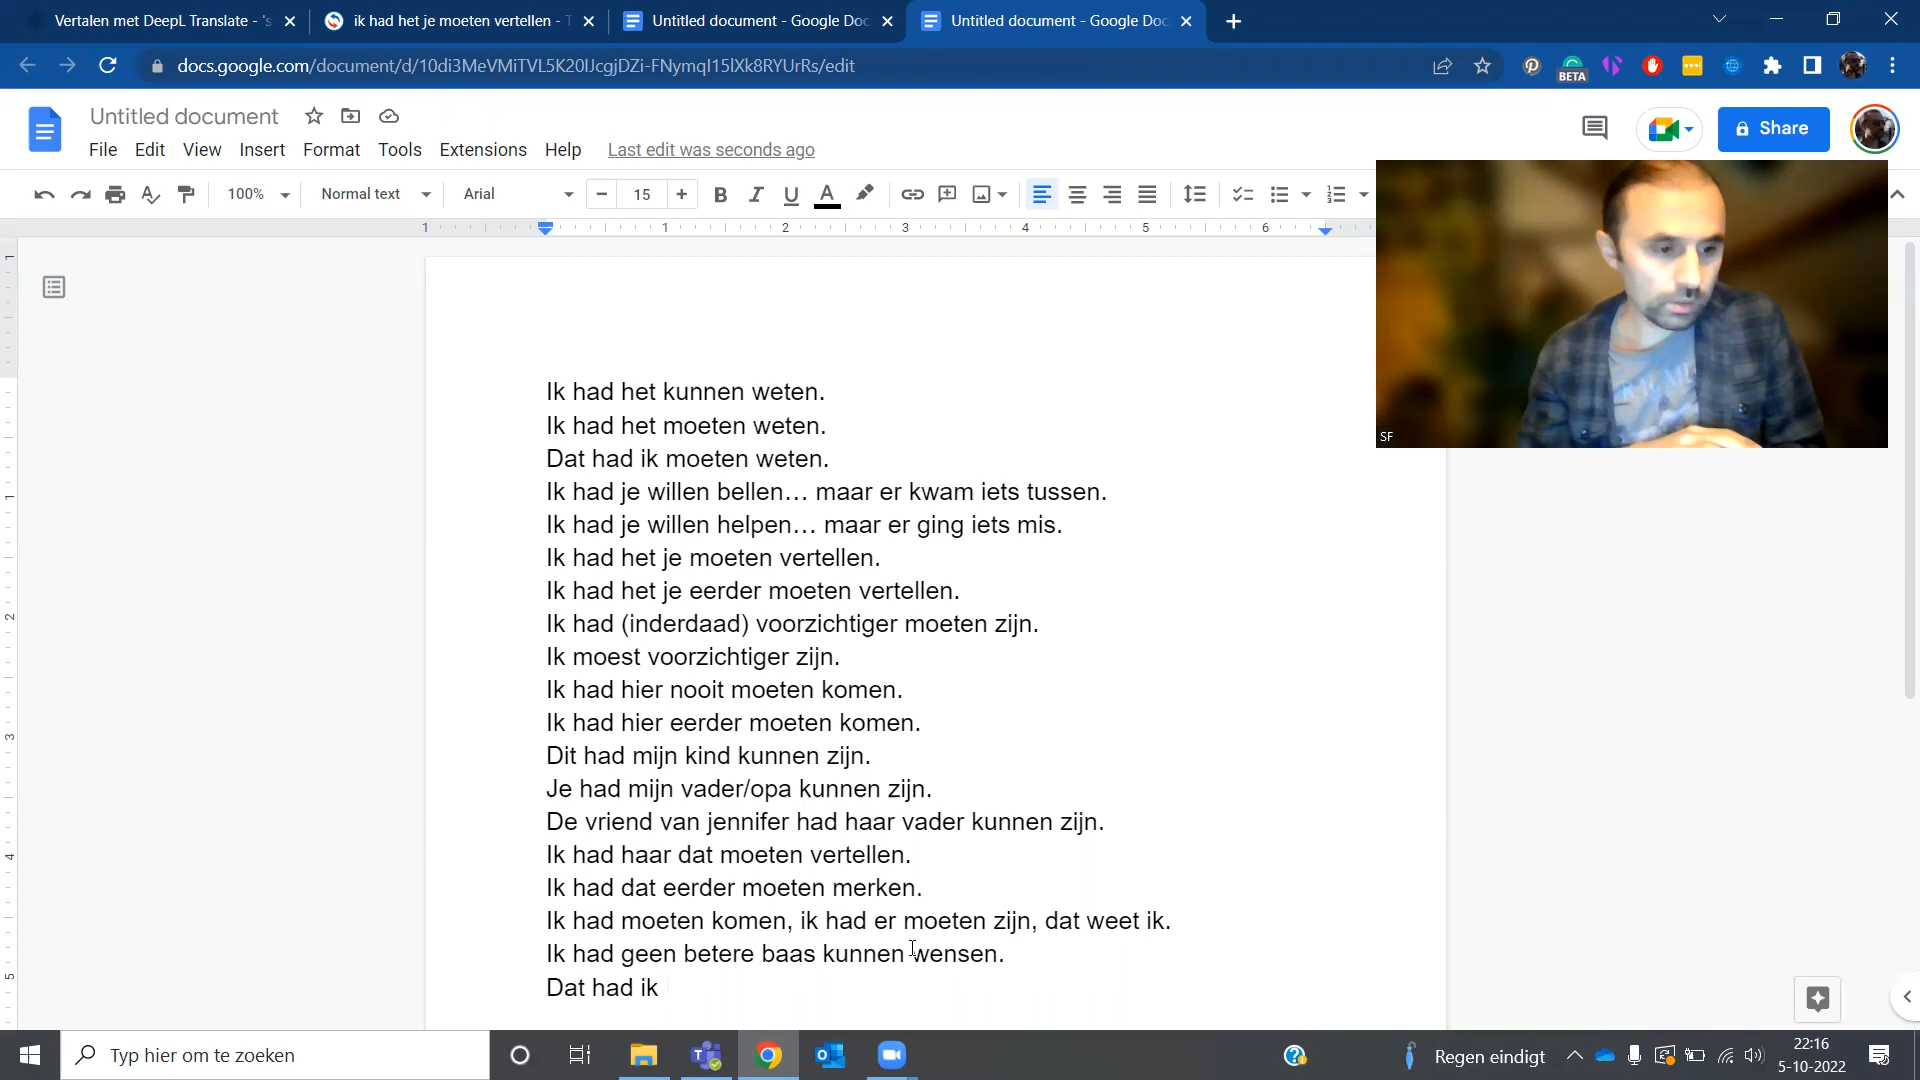 Vertalen met DeepL Translate - 's
ik had het je moeten vertellen - T
Untitled document - Google Doc
Untitled document - Google Doc
docs.google.com/document/d/10di3MeVMiTVL5K20IJcgjDZi-FNymqI15lXk8RYUrRs/edit
BETA
Untitled document
Share
File Edit View Insert Format Tools Extensions Help Last edit was seconds ago
100% Normal text Arial 15 B I U A
1 1 2 3 4 5 6
SF
1
1
2
3
4
5
Ik had het kunnen weten.
Ik had het moeten weten.
Dat had ik moeten weten.
Ik had je willen bellen… maar er kwam iets tussen.
Ik had je willen helpen… maar er ging iets mis.
Ik had het je moeten vertellen.
Ik had het je eerder moeten vertellen.
Ik had (inderdaad) voorzichtiger moeten zijn.
Ik moest voorzichtiger zijn.
Ik had hier nooit moeten komen.
Ik had hier eerder moeten komen.
Dit had mijn kind kunnen zijn.
Je had mijn vader/opa kunnen zijn.
De vriend van jennifer had haar vader kunnen zijn.
Ik had haar dat moeten vertellen.
Ik had dat eerder moeten merken.
Ik had moeten komen, ik had er moeten zijn, dat weet ik.
Ik had geen betere baas kunnen wensen.
Dat had ik
Typ hier om te zoeken
Regen eindigt
22:16
5-10-2022